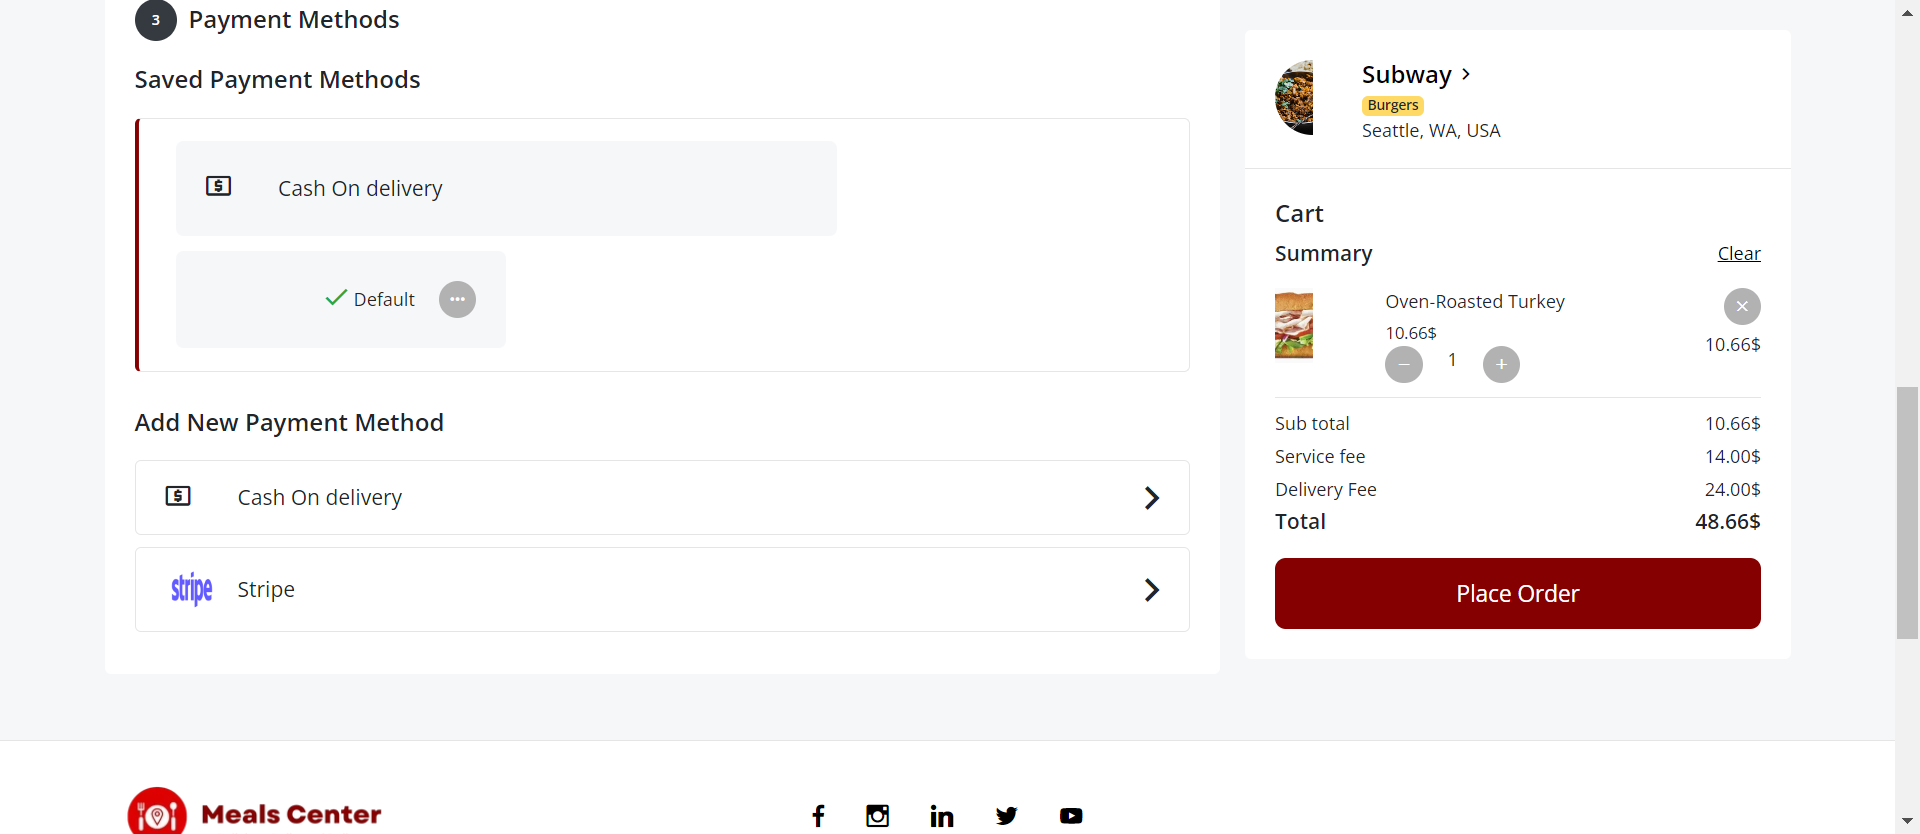 3 Payment Methods
Saved Payment Methods
Cash On delivery
Default
Add New Payment Method
Cash On delivery
stripe Stripe
Subway
Burgers
Seattle, WA, USA
Cart
Summary Clear
Oven-Roasted Turkey
10.66$
10.66$
1
Sub total 10.66$
Service fee 14.00$
Delivery Fee 24.00$
Total 48.66$
Place Order
Meals Center